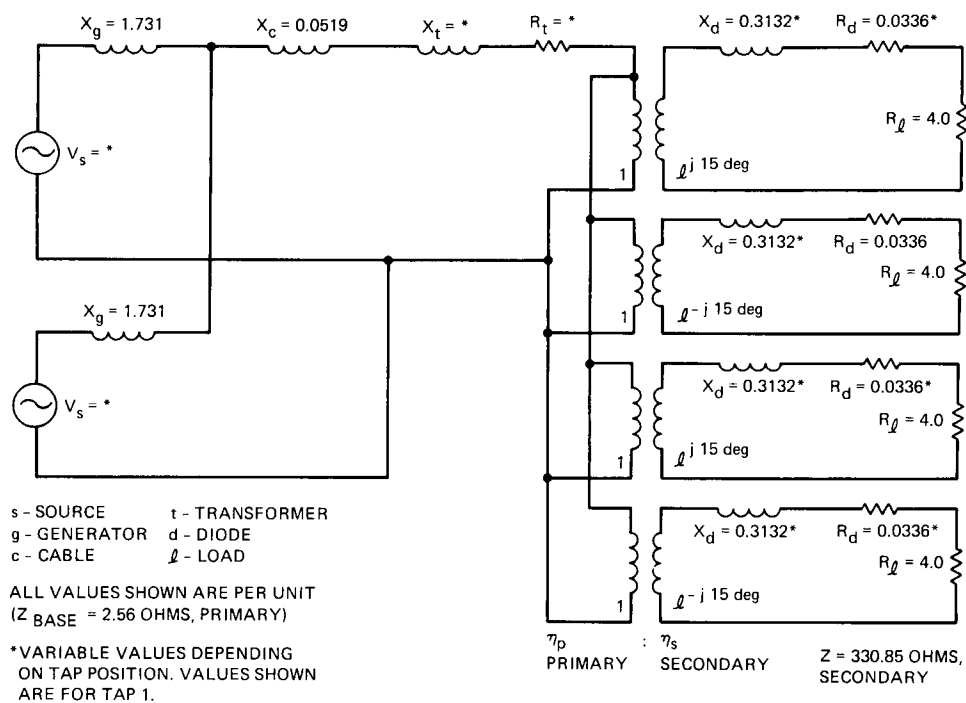 X_g = 1.731
X_c = 0.0519
X_t = *
R_t = *
X_d = 0.3132*
R_d = 0.0336*
R_ℓ = 4.0
V_s = *
1
ℓ^j 15 deg
X_d = 0.3132*
R_d = 0.0336
R_ℓ = 4.0
1
ℓ^-j 15 deg
X_g = 1.731
V_s = *
X_d = 0.3132*
R_d = 0.0336*
R_ℓ = 4.0
1
ℓ^j 15 deg
X_d = 0.3132*
R_d = 0.0336*
R_ℓ = 4.0
1
ℓ^-j 15 deg
s - SOURCE t - TRANSFORMER
g - GENERATOR d - DIODE
c - CABLE ℓ - LOAD
ALL VALUES SHOWN ARE PER UNIT
(Z_BASE = 2.56 OHMS, PRIMARY)
*VARIABLE VALUES DEPENDING
ON TAP POSITION. VALUES SHOWN
ARE FOR TAP 1.
η_p : η_s
PRIMARY SECONDARY
Z = 330.85 OHMS,
SECONDARY